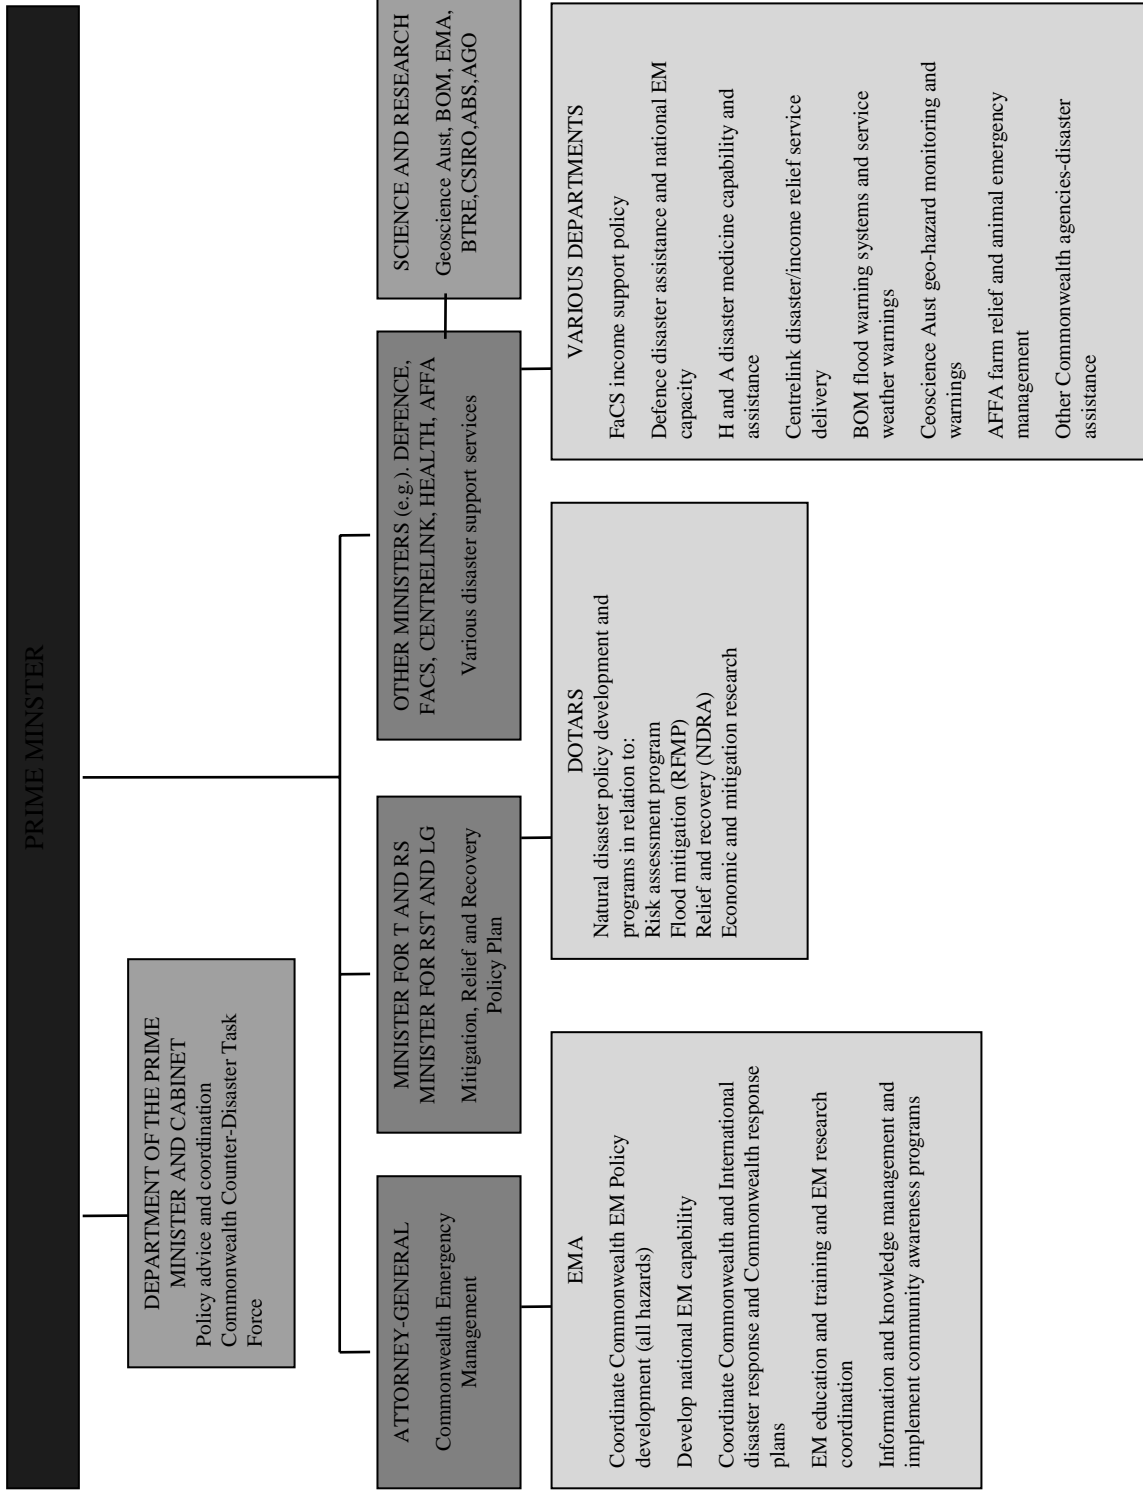 PRIME MINSTER
DEPARTMENT OF THE PRIME
MINISTER AND CABINET
Policy advice and coordination
Commonwealth Counter-Disaster Task
Force
ATTORNEY-GENERAL
Commonwealth Emergency
Management
MINISTER FOR T AND RS
MINISTER FOR RST AND LG
Mitigation, Relief and Recovery
Policy Plan
OTHER MINISTERS (e.g.). DEFENCE,
FACS, CENTRELINK, HEALTH, AFFA
Various disaster support services
SCIENCE AND RESEARCH
Geoscience Aust, BOM, EMA,
BTRE,CSIRO,ABS,AGO
EMA
Coordinate Commonwealth EM Policy
development (all hazards)
Develop national EM capability
Coordinate Commonwealth and International
disaster response and Commonwealth response
plans
EM education and training and EM research
coordination
Information and knowledge management and
implement community awareness programs
DOTARS
Natural disaster policy development and
programs in relation to:
Risk assessment program
Flood mitigation (RFMP)
Relief and recovery (NDRA)
Economic and mitigation research
VARIOUS DEPARTMENTS
FaCS income support policy
Defence disaster assistance and national EM
capacity
H and A disaster medicine capability and
assistance
Centrelink disaster/income relief service
delivery
BOM flood warning systems and service
weather warnings
Ceoscience Aust geo-hazard monitoring and
warnings
AFFA farm relief and animal emergency
management
Other Commonwealth agencies-disaster
assistance